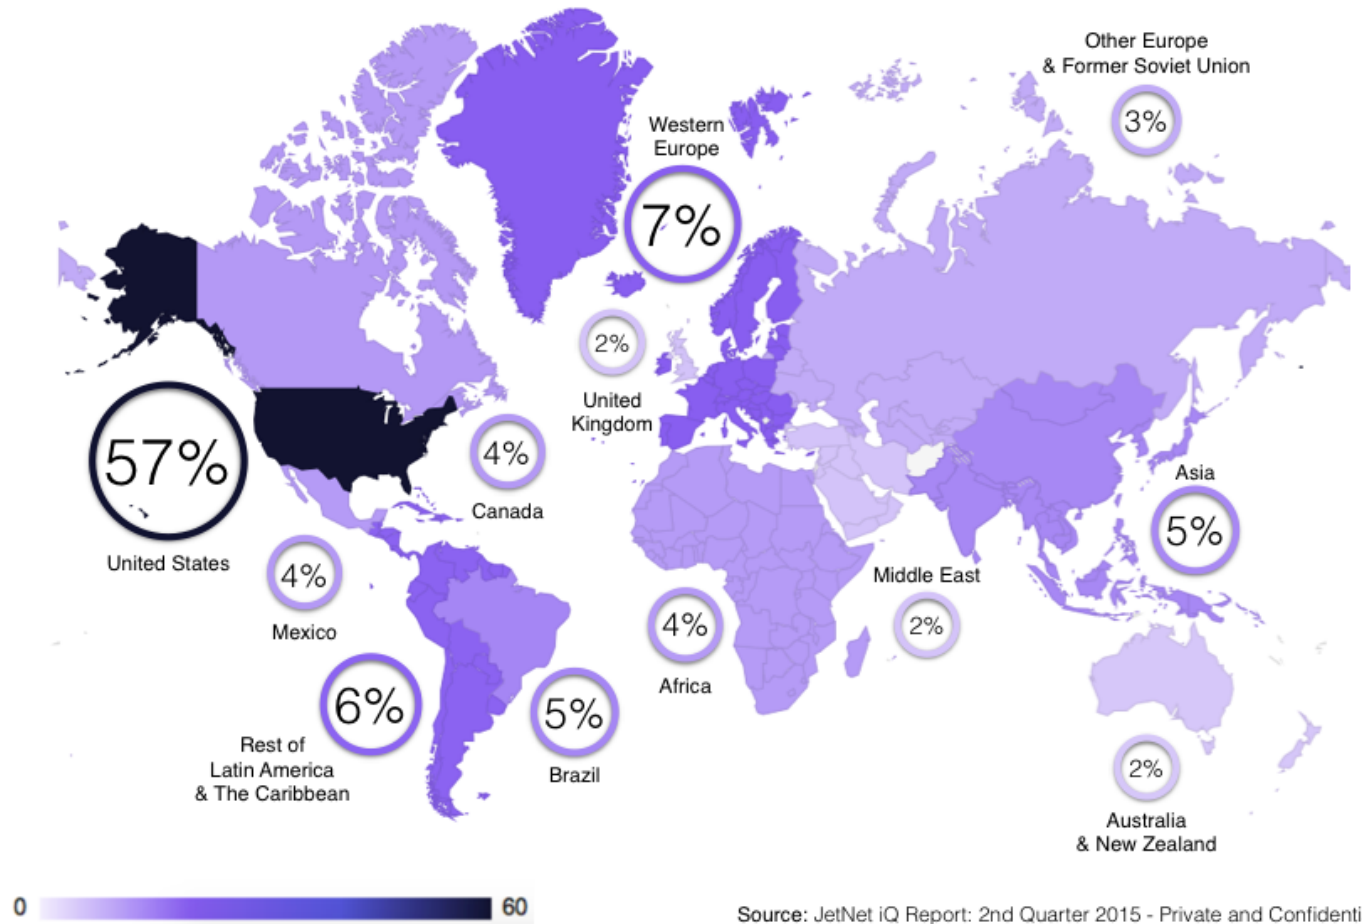 Other Europe
& Former Soviet Union
3%
Western
Europe
7%
2%
United
Kingdom
57%
United States
4%
Canada
Asia
5%
4%
Mexico
Middle East
2%
4%
Africa
6%
Rest of
Latin America
& The Caribbean
5%
Brazil
2%
Australia
& New Zealand
0
60
Source: JetNet iQ Report: 2nd Quarter 2015 - Private and Confidenti